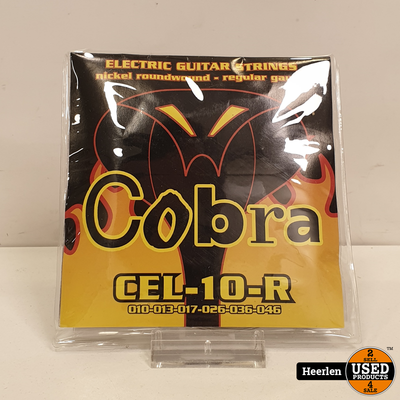 ELECTRIC GUITAR STRINGS
nickel roundwound - regular
Cobra
CEL-10-R
010-013-017-026-036-046
Heerlen
2
SELL
USED
PRODUCTS
4
SALE
TM